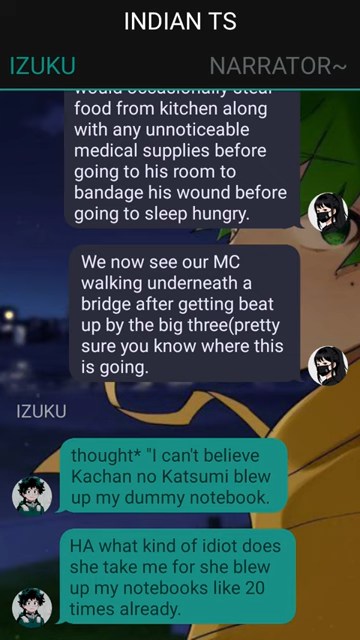 INDIAN TS
IZUKU
NARRATOR~
would occasionally steal
food from kitchen along
with any unnoticeable
medical supplies before
going to his room to
bandage his wound before
going to sleep hungry.
We now see our MC
walking underneath a
bridge after getting beat
up by the big three(pretty
sure you know where this
is going.
IZUKU
thought* "I can't believe
Kachan no Katsumi blew
up my dummy notebook.
HA what kind of idiot does
she take me for she blew
up my notebooks like 20
times already.